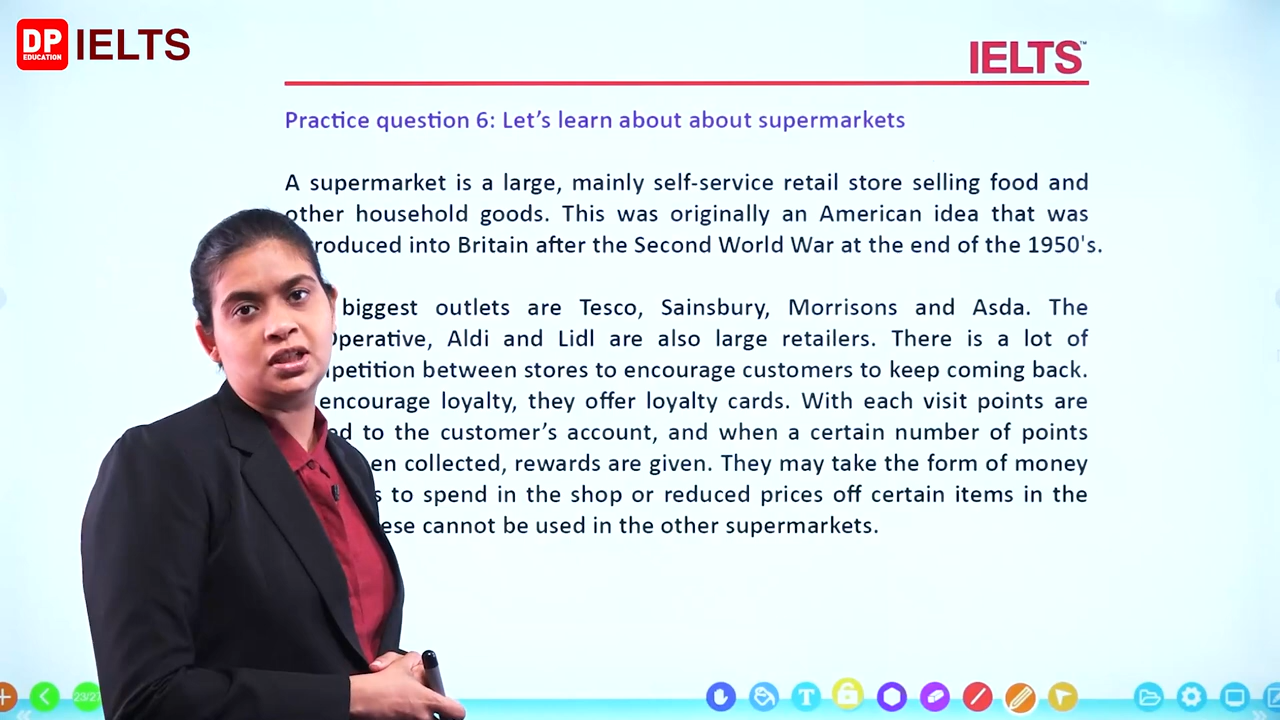 DP EDUCATION IELTS
IELTS™
Practice question 6: Let's learn about about supermarkets
A supermarket is a large, mainly self-service retail store selling food and
other household goods. This was originally an American idea that was
into Britain after the Second World War at the end of the 1950's.
biggest outlets are Tesco, Sainsbury, Morrisons and Asda. The
Aldi and Lidl are also large retailers. There is a lot of
between stores to encourage customers to keep coming back.
encourage loyalty, they offer loyalty cards. With each visit points are
to the customer's account, and when a certain number of points
collected, rewards are given. They may take the form of money
to spend in the shop or reduced prices off certain items in the
cannot be used in the other supermarkets.
23/27